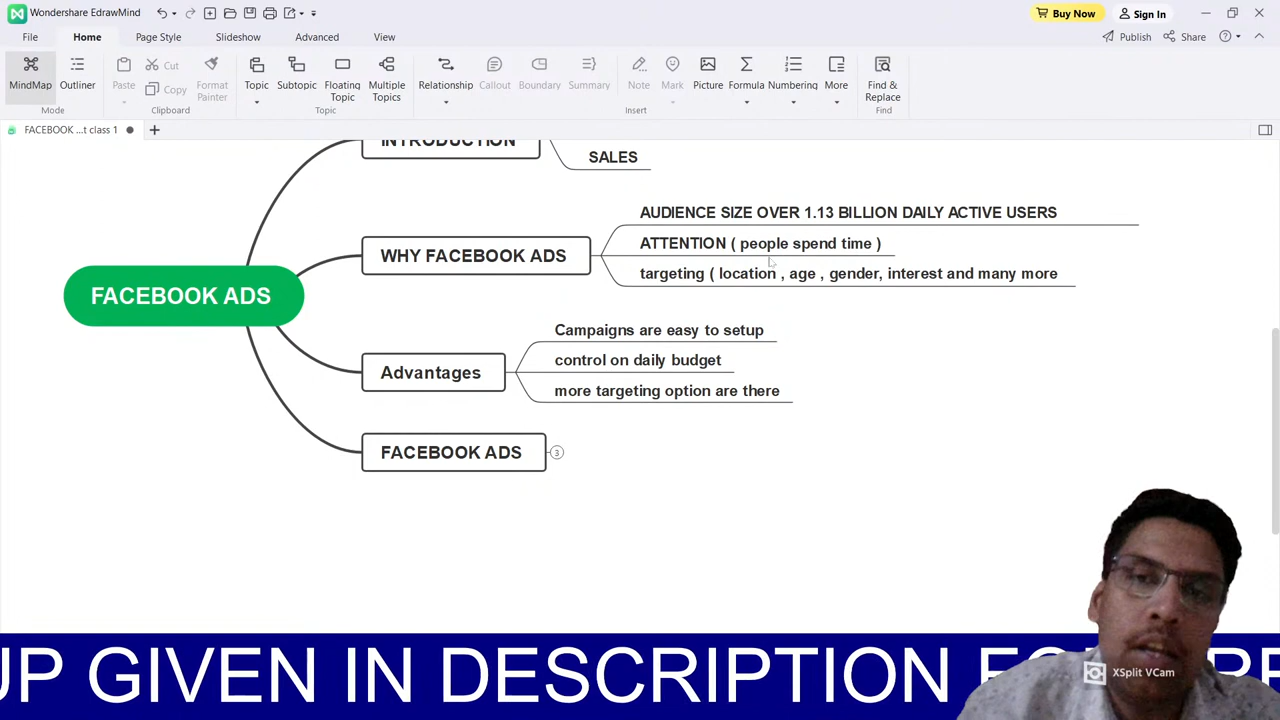 Wondershare EdrawMind
Buy Now
Sign In
File
Home
Page Style
Slideshow
Advanced
View
Publish
Share
MindMap
Outliner
Mode
Paste
Cut
Copy
Format Painter
Clipboard
Topic
Subtopic
Floating Topic
Multiple Topics
Topic
Relationship
Callout
Boundary
Summary
Note
Mark
Picture
Formula
Numbering
More
Insert
Find & Replace
Find
FACEBOOK ...t class 1
INTRODUCTION
SALES
FACEBOOK ADS
WHY FACEBOOK ADS
AUDIENCE SIZE OVER 1.13 BILLION DAILY ACTIVE USERS
ATTENTION ( people spend time )
targeting ( location , age , gender, interest and many more
Advantages
Campaigns are easy to setup
control on daily budget
more targeting option are there
FACEBOOK ADS
3
UP GIVEN IN DESCRIPTION
XSplit VCam